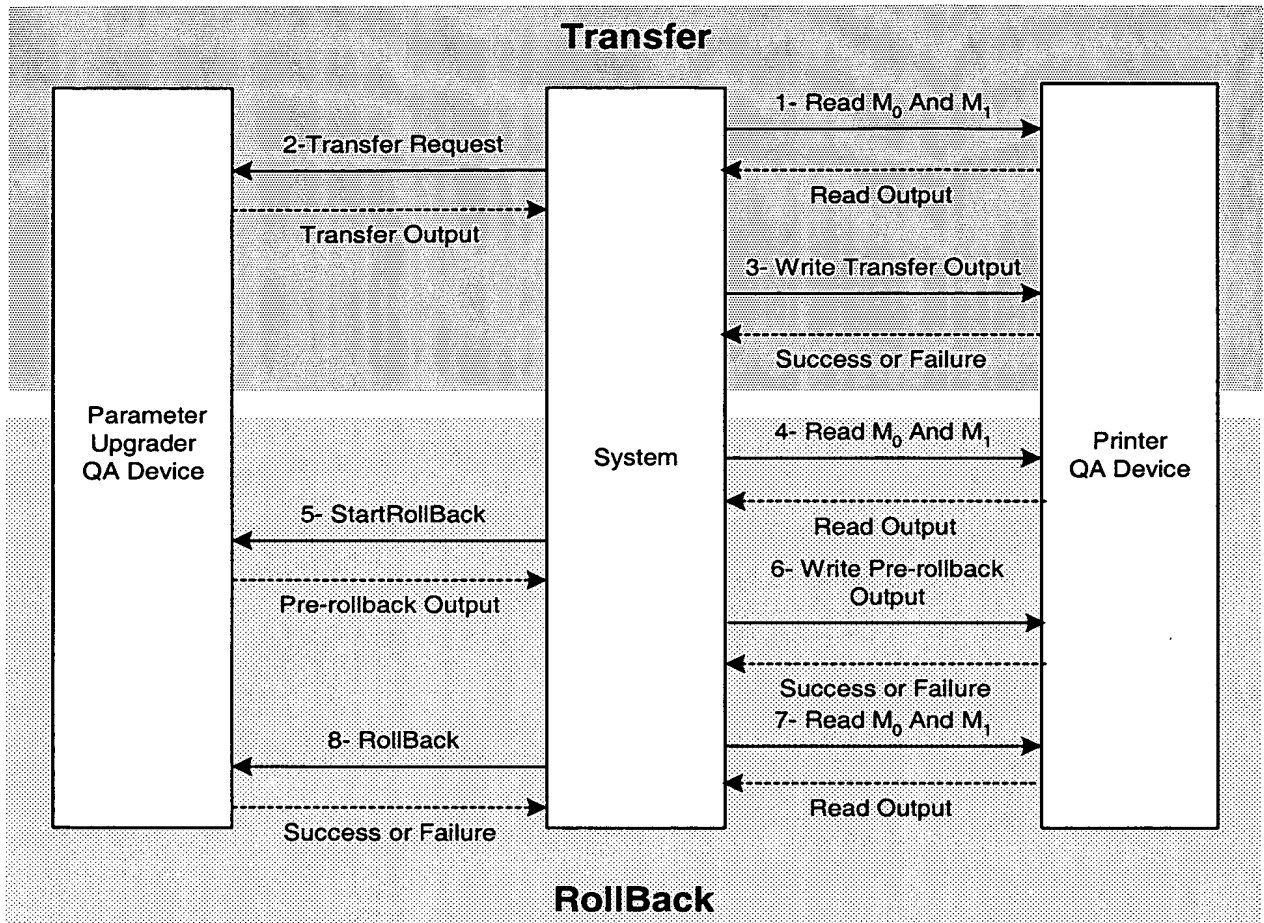 Transfer
1- Read M₀ And M₁
2-Transfer Request
Read Output
Transfer Output
3- Write Transfer Output
Success or Failure
Parameter
Upgrader
QA Device
System
Printer
QA Device
4- Read M₀ And M₁
5- StartRollBack
Read Output
6- Write Pre-rollback
Output
Pre-rollback Output
Success or Failure
7- Read M₀ And M₁
8- RollBack
Read Output
Success or Failure
RollBack